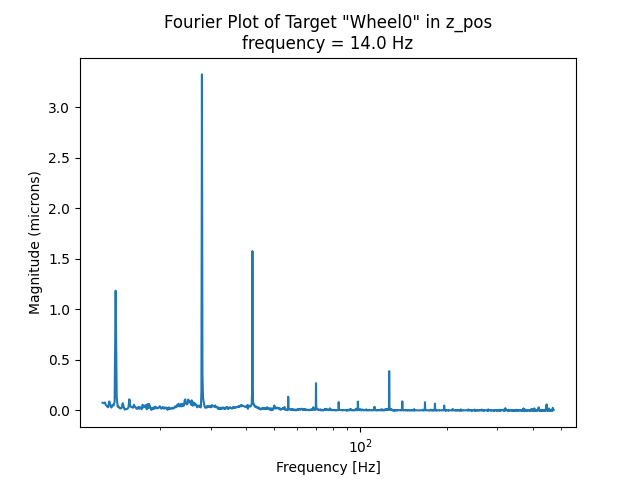 Fourier Plot of Target "Wheel0" in z_pos
frequency = 14.0 Hz
3.0
2.5
2.0
1.5
1.0
0.5
0.0
Magnitude (microns)
10²
Frequency [Hz]